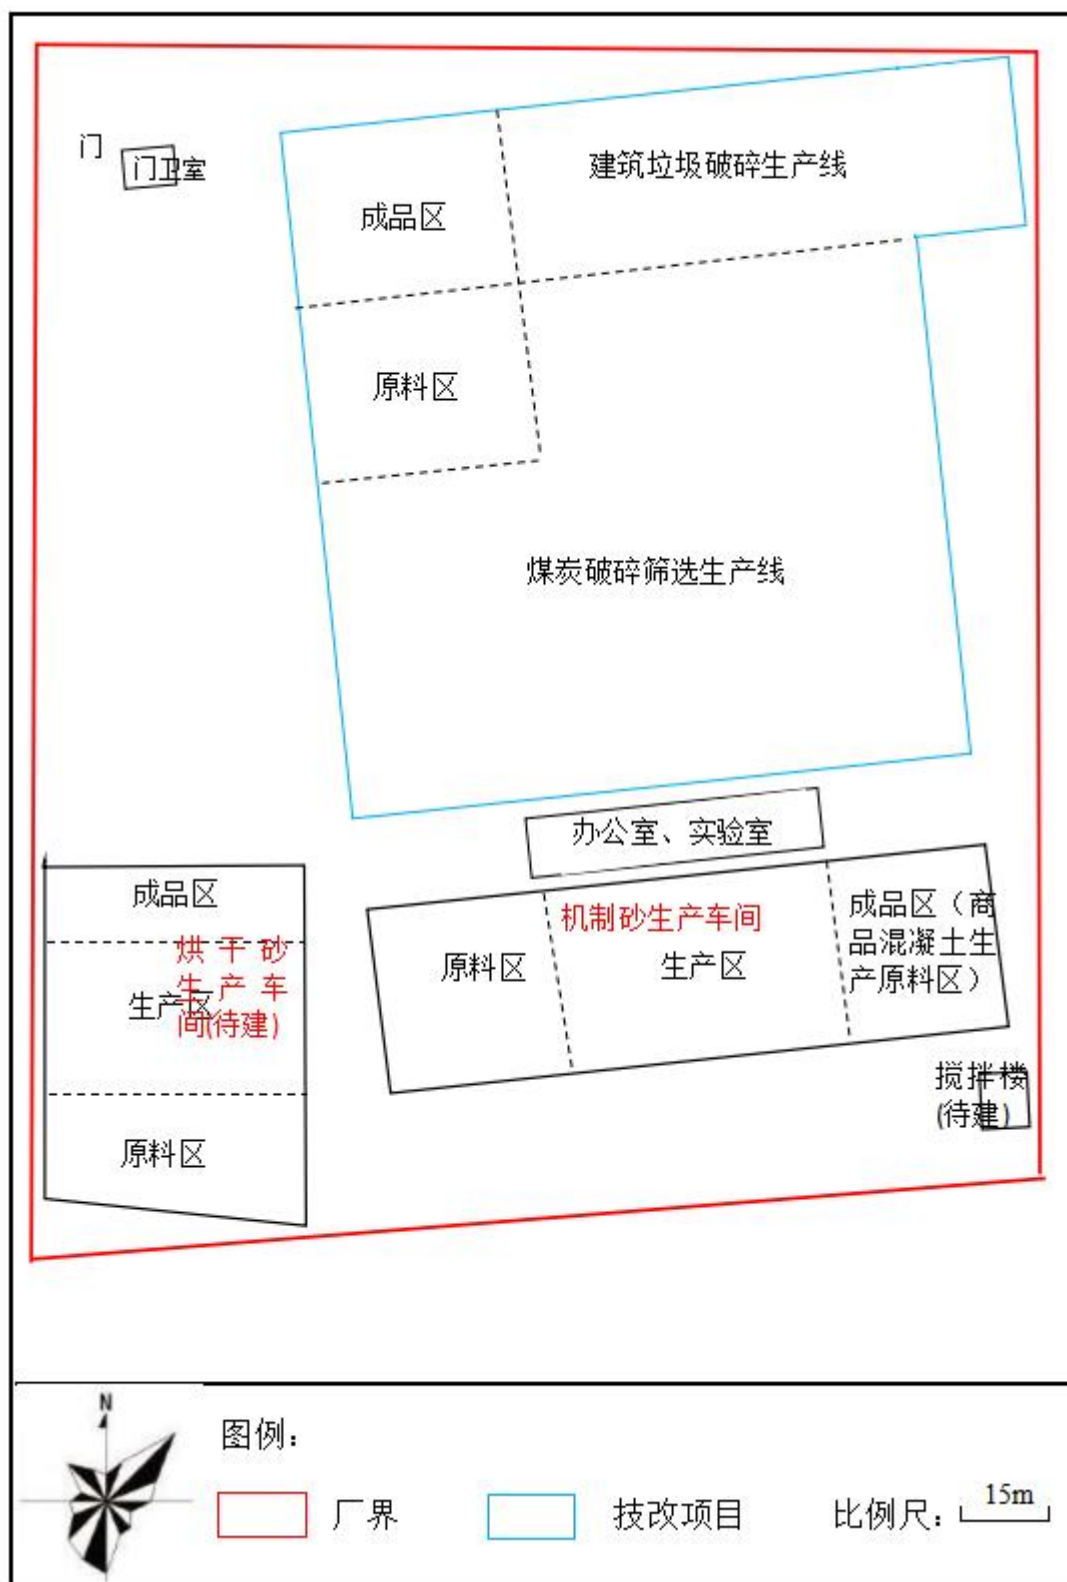 门
门卫室
建筑垃圾破碎生产线
成品区
原料区
煤炭破碎筛选生产线
办公室、实验室
成品区
烘干砂
生产车
间(待建)
生产区
原料区
机制砂生产车间
原料区
生产区
成品区（商
品混凝土生
产原料区）
搅拌楼
(待建)
N
图例：
厂界
技改项目
比例尺：
15m